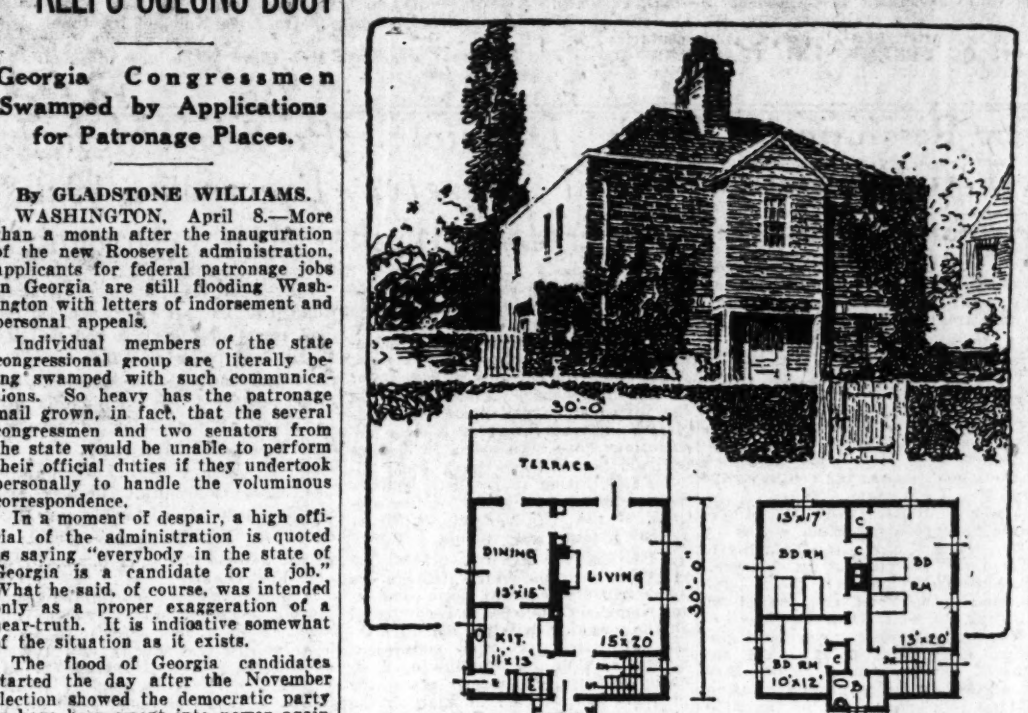 Georgia Congressmen
Swamped by Applications
for Patronage Places.
By GLADSTONE WILLIAMS.
WASHINGTON, April 8.—More
than a month after the inauguration
of the new Roosevelt administration,
applicants for federal patronage jobs
in Georgia are still flooding Wash-
ington with letters of indorsement and
personal appeals.
Individual members of the state
congressional group are literally be-
ing swamped with such communica-
tions. So heavy has the patronage
mail grown, in fact, that the several
congressmen and two senators from
the state would be unable to perform
their official duties if they undertook
personally to handle the voluminous
correspondence.
In a moment of despair, a high offi-
cial of the administration is quoted
as saying "everybody in the state of
Georgia is a candidate for a job."
What he said, of course, was intended
only as a proper exaggeration of a
near-truth. It is indicative somewhat
of the situation as it exists.
The flood of Georgia candidates
started the day after the November
election showed the democratic party
30'-0"
TERRACE
DINING
13'x15'
LIVING
15'x20'
KIT.
30'-0"
13'x17'
BD RM
C
C
BD
RM
13'x20'
BD RM
10'x12'
C
B